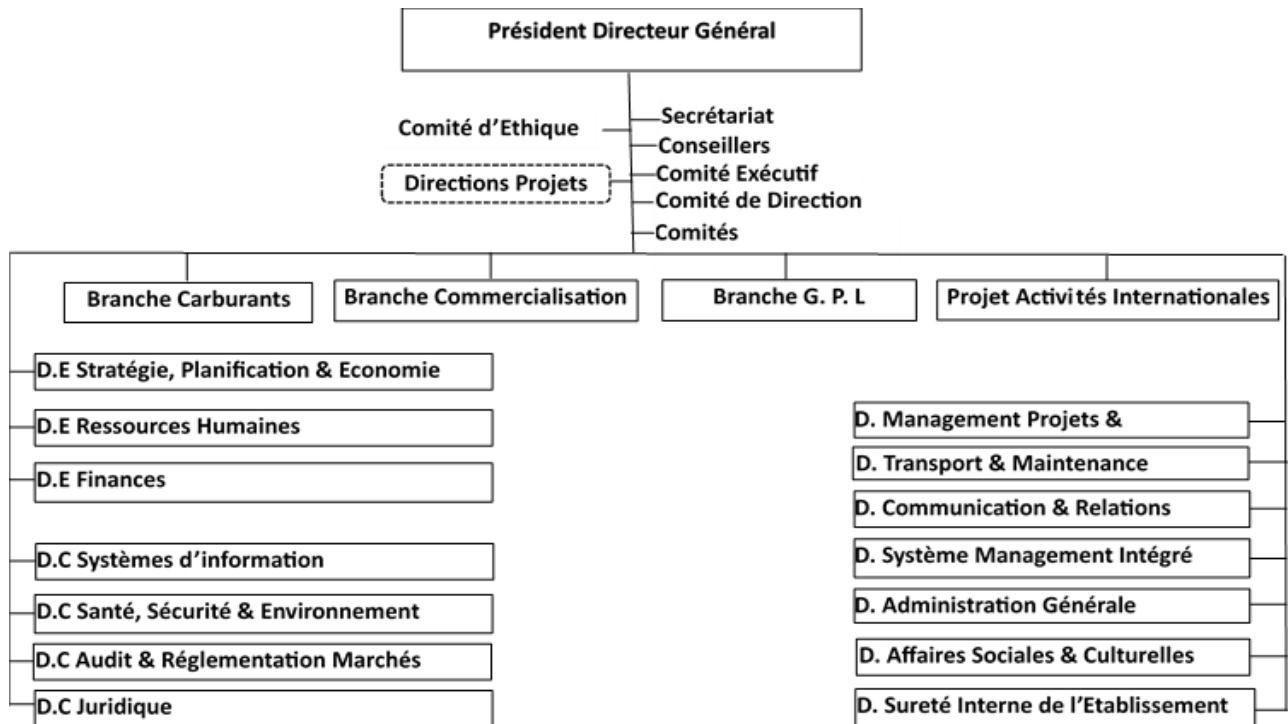 Président Directeur Général
Comité d’Ethique
Secrétariat
Conseillers
Directions Projets
Comité Exécutif
Comité de Direction
Comités
Branche Carburants
Branche Commercialisation
Branche G. P. L
Projet Activités Internationales
D.E Stratégie, Planification & Economie
D.E Ressources Humaines
D.E Finances
D.C Systèmes d’information
D.C Santé, Sécurité & Environnement
D.C Audit & Réglementation Marchés
D.C Juridique
D. Management Projets &
D. Transport & Maintenance
D. Communication & Relations
D. Système Management Intégré
D. Administration Générale
D. Affaires Sociales & Culturelles
D. Sureté Interne de l’Etablissement